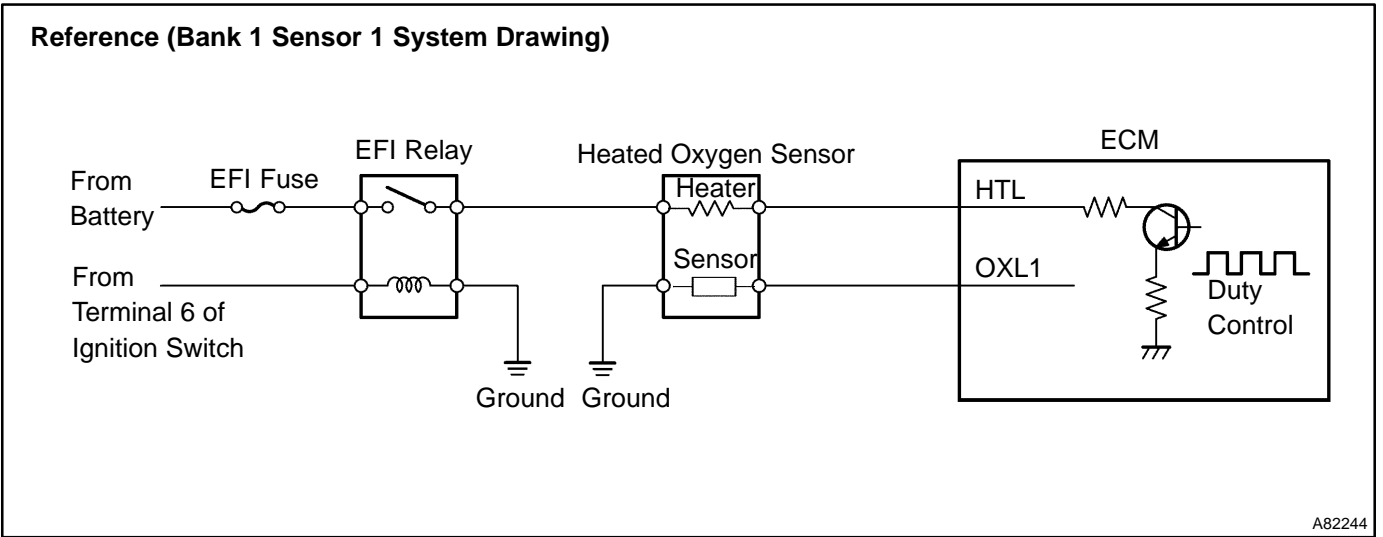 Reference (Bank 1 Sensor 1 System Drawing)
From
Battery
EFI Fuse
EFI Relay
Heated Oxygen Sensor
Heater
ECM
HTL
From
Terminal 6 of
Ignition Switch
Sensor
OXL1
Duty
Control
Ground
Ground
A82244